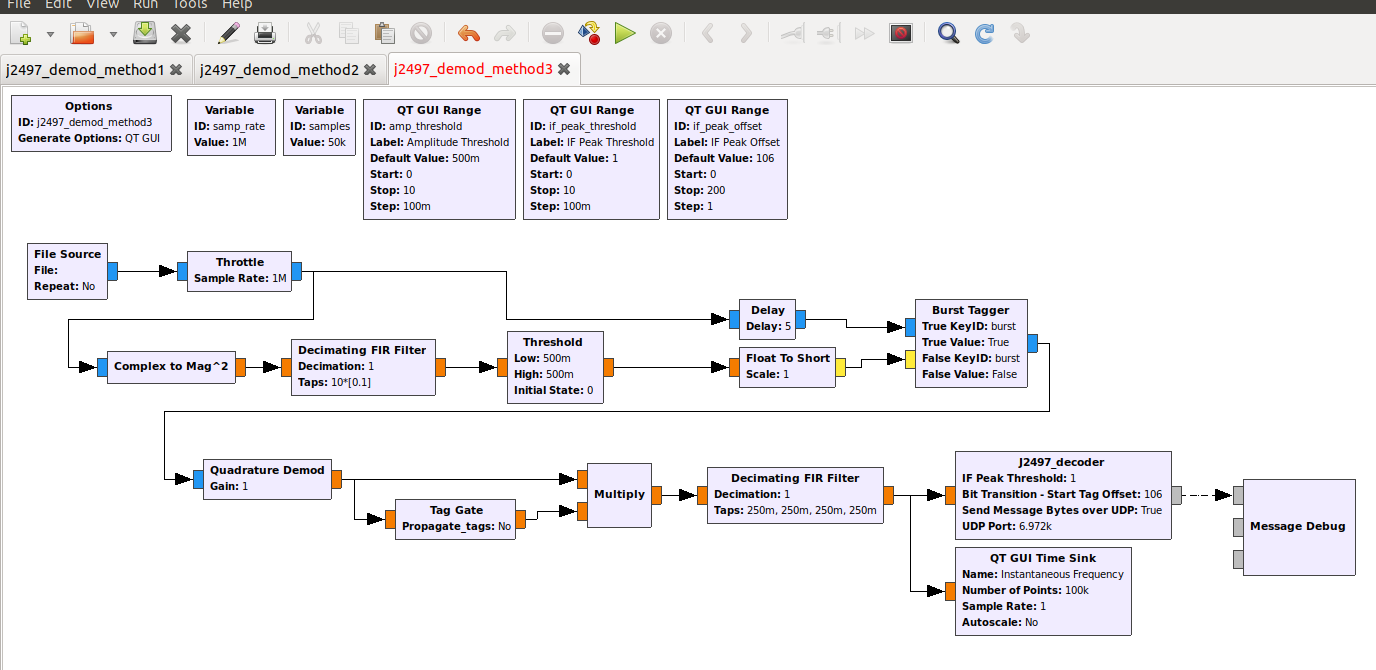 File Edit View Run Tools Help
j2497_demod_method1 j2497_demod_method2 j2497_demod_method3
Options
ID: j2497_demod_method3
Generate Options: QT GUI
Variable
ID: samp_rate
Value: 1M
Variable
ID: samples
Value: 50k
QT GUI Range
ID: amp_threshold
Label: Amplitude Threshold
Default Value: 500m
Start: 0
Stop: 10
Step: 100m
QT GUI Range
ID: if_peak_threshold
Label: IF Peak Threshold
Default Value: 1
Start: 0
Stop: 10
Step: 100m
QT GUI Range
ID: if_peak_offset
Label: IF Peak Offset
Default Value: 106
Start: 0
Stop: 200
Step: 1
File Source
File:
Repeat: No
Throttle
Sample Rate: 1M
Delay
Delay: 5
Burst Tagger
True KeyID: burst
True Value: True
False KeyID: burst
False Value: False
Complex to Mag^2
Decimating FIR Filter
Decimation: 1
Taps: 10*[0.1]
Threshold
Low: 500m
High: 500m
Initial State: 0
Float To Short
Scale: 1
Quadrature Demod
Gain: 1
Tag Gate
Propagate_tags: No
Multiply
Decimating FIR Filter
Decimation: 1
Taps: 250m, 250m, 250m, 250m
J2497_decoder
IF Peak Threshold: 1
Bit Transition - Start Tag Offset: 106
Send Message Bytes over UDP: True
UDP Port: 6.972k
Message Debug
QT GUI Time Sink
Name: Instantaneous Frequency
Number of Points: 100k
Sample Rate: 1
Autoscale: No